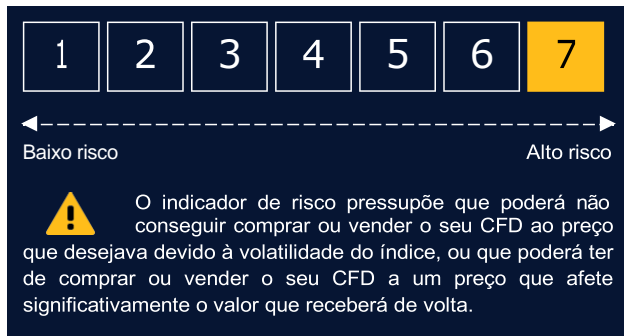 1 2 3 4 5 6 7
Baixo risco Alto risco
O indicador de risco pressupõe que poderá não
conseguir comprar ou vender o seu CFD ao preço
que desejava devido à volatilidade do índice, ou que poderá ter
de comprar ou vender o seu CFD a um preço que afete
significativamente o valor que receberá de volta.